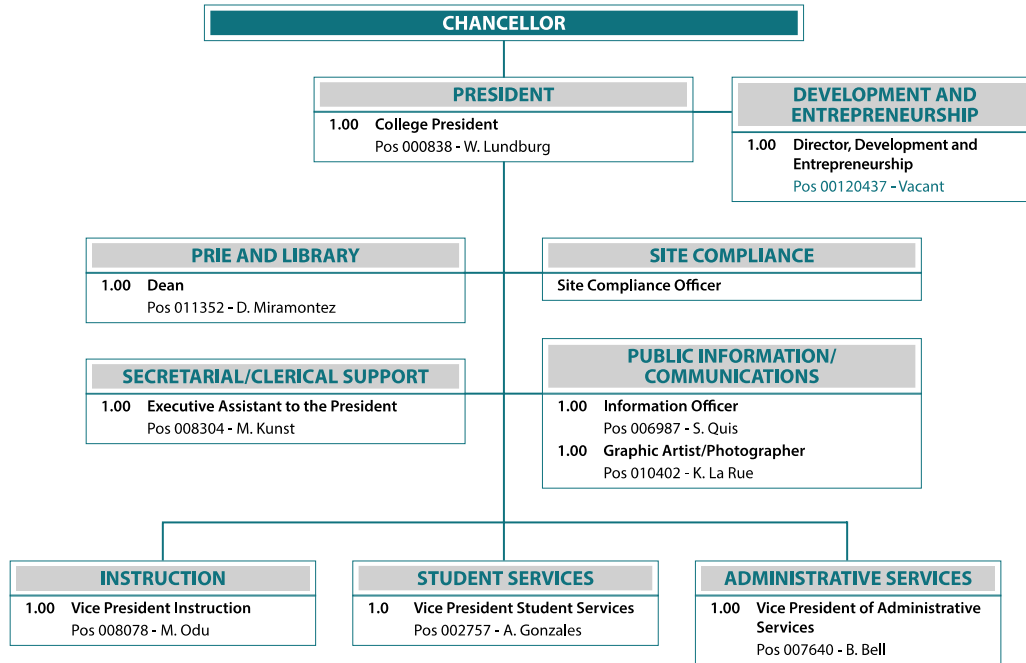 CHANCELLOR
PRESIDENT
1.00 College President
Pos 000838 - W. Lundburg
DEVELOPMENT AND
ENTREPRENEURSHIP
1.00 Director, Development and
Entrepreneurship
Pos 00120437 - Vacant
PRIE AND LIBRARY
1.00 Dean
Pos 011352 - D. Miramontez
SITE COMPLIANCE
Site Compliance Officer
SECRETARIAL/CLERICAL SUPPORT
1.00 Executive Assistant to the President
Pos 008304 - M. Kunst
PUBLIC INFORMATION/
COMMUNICATIONS
1.00 Information Officer
Pos 006987 - S. Quis
1.00 Graphic Artist/Photographer
Pos 010402 - K. La Rue
INSTRUCTION
1.00 Vice President Instruction
Pos 008078 - M. Odu
STUDENT SERVICES
1.0 Vice President Student Services
Pos 002757 - A. Gonzales
ADMINISTRATIVE SERVICES
1.00 Vice President of Administrative
Services
Pos 007640 - B. Bell